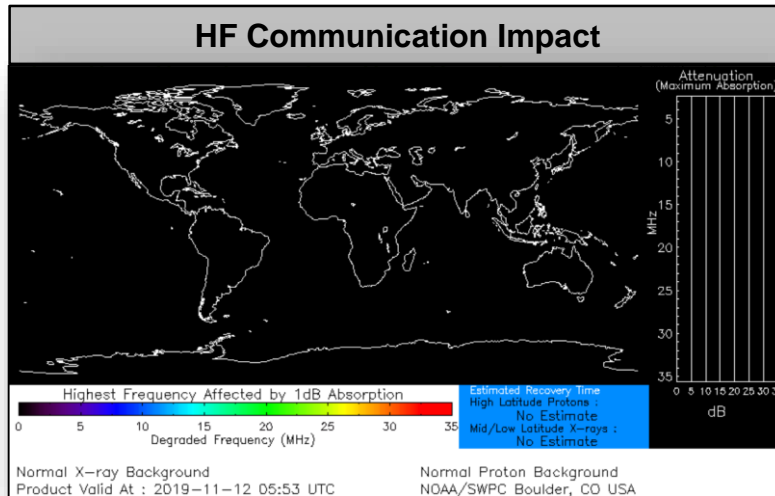 HF Communication Impact
Attenuation
(Maximum Absorption)
5
10
15
20
25
30
35
MHz
0 5 10 15 20 25 30
dB
Highest Frequency Affected by 1dB Absorption
0 5 10 15 20 25 30 35
Degraded Frequency (MHz)
Estimated Recovery Time
High Latitude Protons :
No Estimate
Mid/Low Latitude X-rays :
No Estimate
Normal X-ray Background
Normal Proton Background
Product Valid At : 2019-11-12 05:53 UTC
NOAA/SWPC Boulder, CO USA